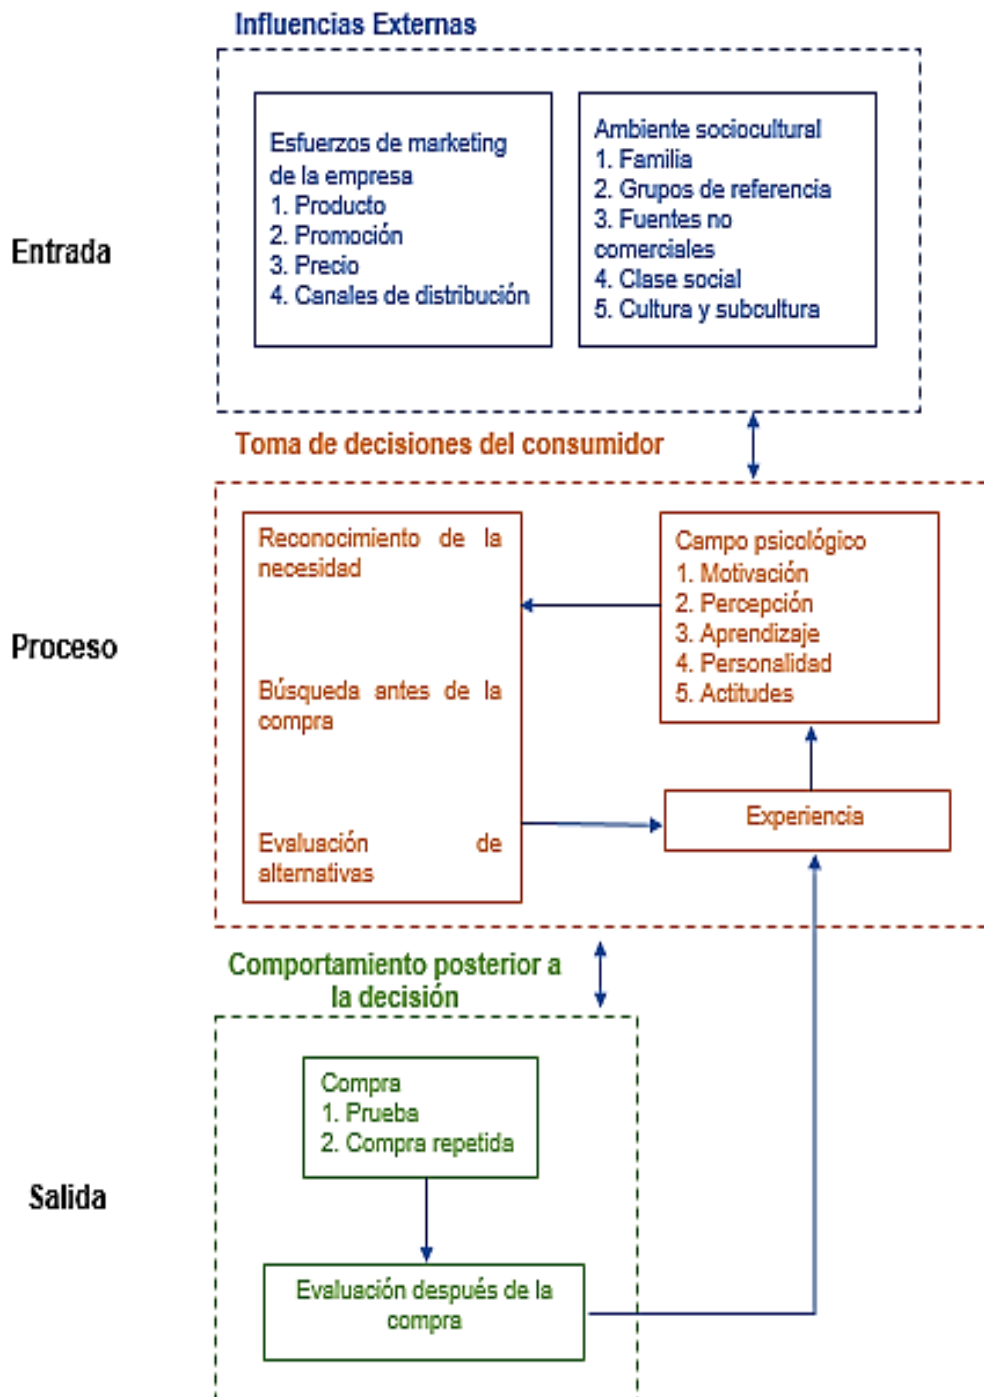 Influencias Externas
Esfuerzos de marketing
de la empresa
1. Producto
2. Promoción
3. Precio
4. Canales de distribución
Ambiente sociocultural
1. Familia
2. Grupos de referencia
3. Fuentes no
comerciales
4. Clase social
5. Cultura y subcultura
Entrada
Toma de decisiones del consumidor
Reconocimiento de la
necesidad
Búsqueda antes de la
compra
Evaluación de
alternativas
Campo psicológico
1. Motivación
2. Percepción
3. Aprendizaje
4. Personalidad
5. Actitudes
Experiencia
Proceso
Comportamiento posterior a
la decisión
Compra
1. Prueba
2. Compra repetida
Salida
Evaluación después de la
compra